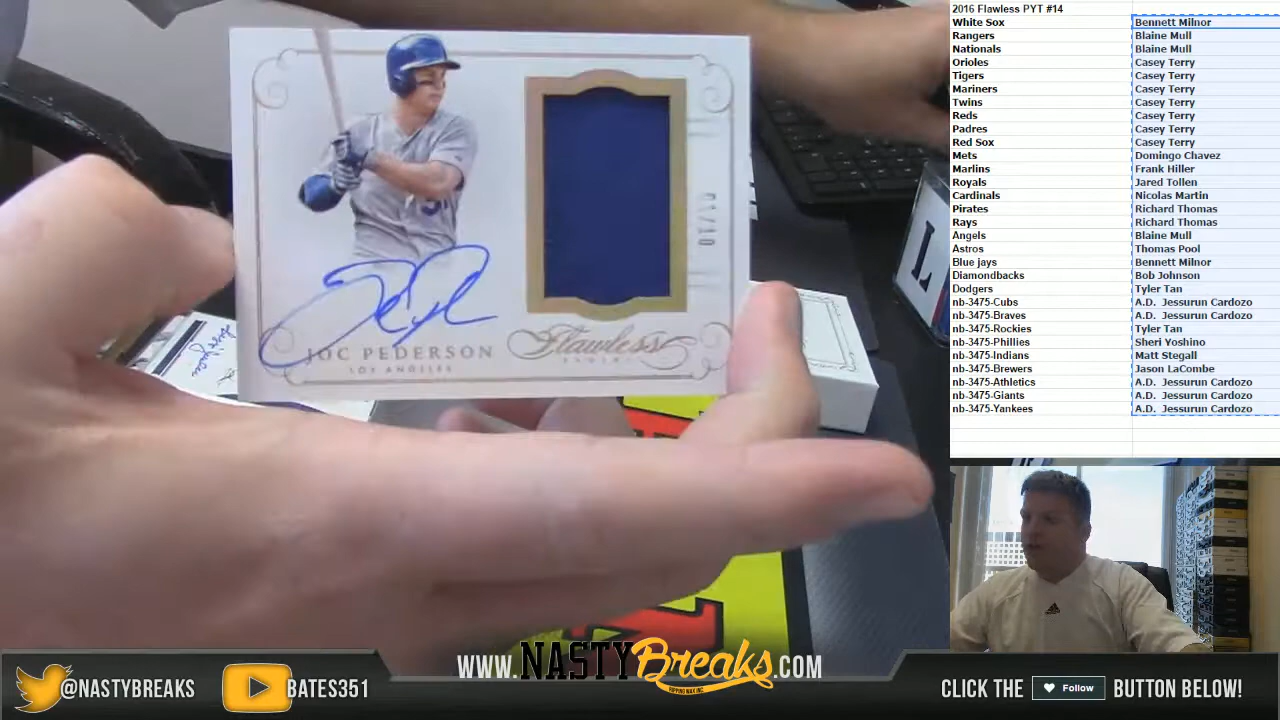 2016 Flawless PYT #14
White Sox Bennett Milnor
Rangers Blaine Mull
Nationals Blaine Mull
Orioles Casey Terry
Tigers Casey Terry
Mariners Casey Terry
Twins Casey Terry
Reds Casey Terry
Padres Casey Terry
Red Sox Casey Terry
Mets Domingo Chavez
Marlins Frank Hiller
Royals Jared Tollen
Cardinals Nicolas Martin
Pirates Richard Thomas
Rays Richard Thomas
Angels Blaine Mull
Astros Thomas Pool
Blue jays Bennett Milnor
Diamondbacks Bob Johnson
Dodgers Tyler Tan
nb-3475-Cubs A.D. Jessurun Cardozo
nb-3475-Braves A.D. Jessurun Cardozo
nb-3475-Rockies Tyler Tan
nb-3475-Phillies Sheri Yoshino
nb-3475-Indians Matt Stegall
nb-3475-Brewers Jason LaCombe
nb-3475-Athletics A.D. Jessurun Cardozo
nb-3475-Giants A.D. Jessurun Cardozo
nb-3475-Yankees A.D. Jessurun Cardozo
JOC PEDERSON
LOS ANGELES
Flawless
L
@NASTYBREAKS
BATES351
WWW.NASTYBreaks.COM
RIPPING WAX INC
CLICK THE Follow BUTTON BELOW!